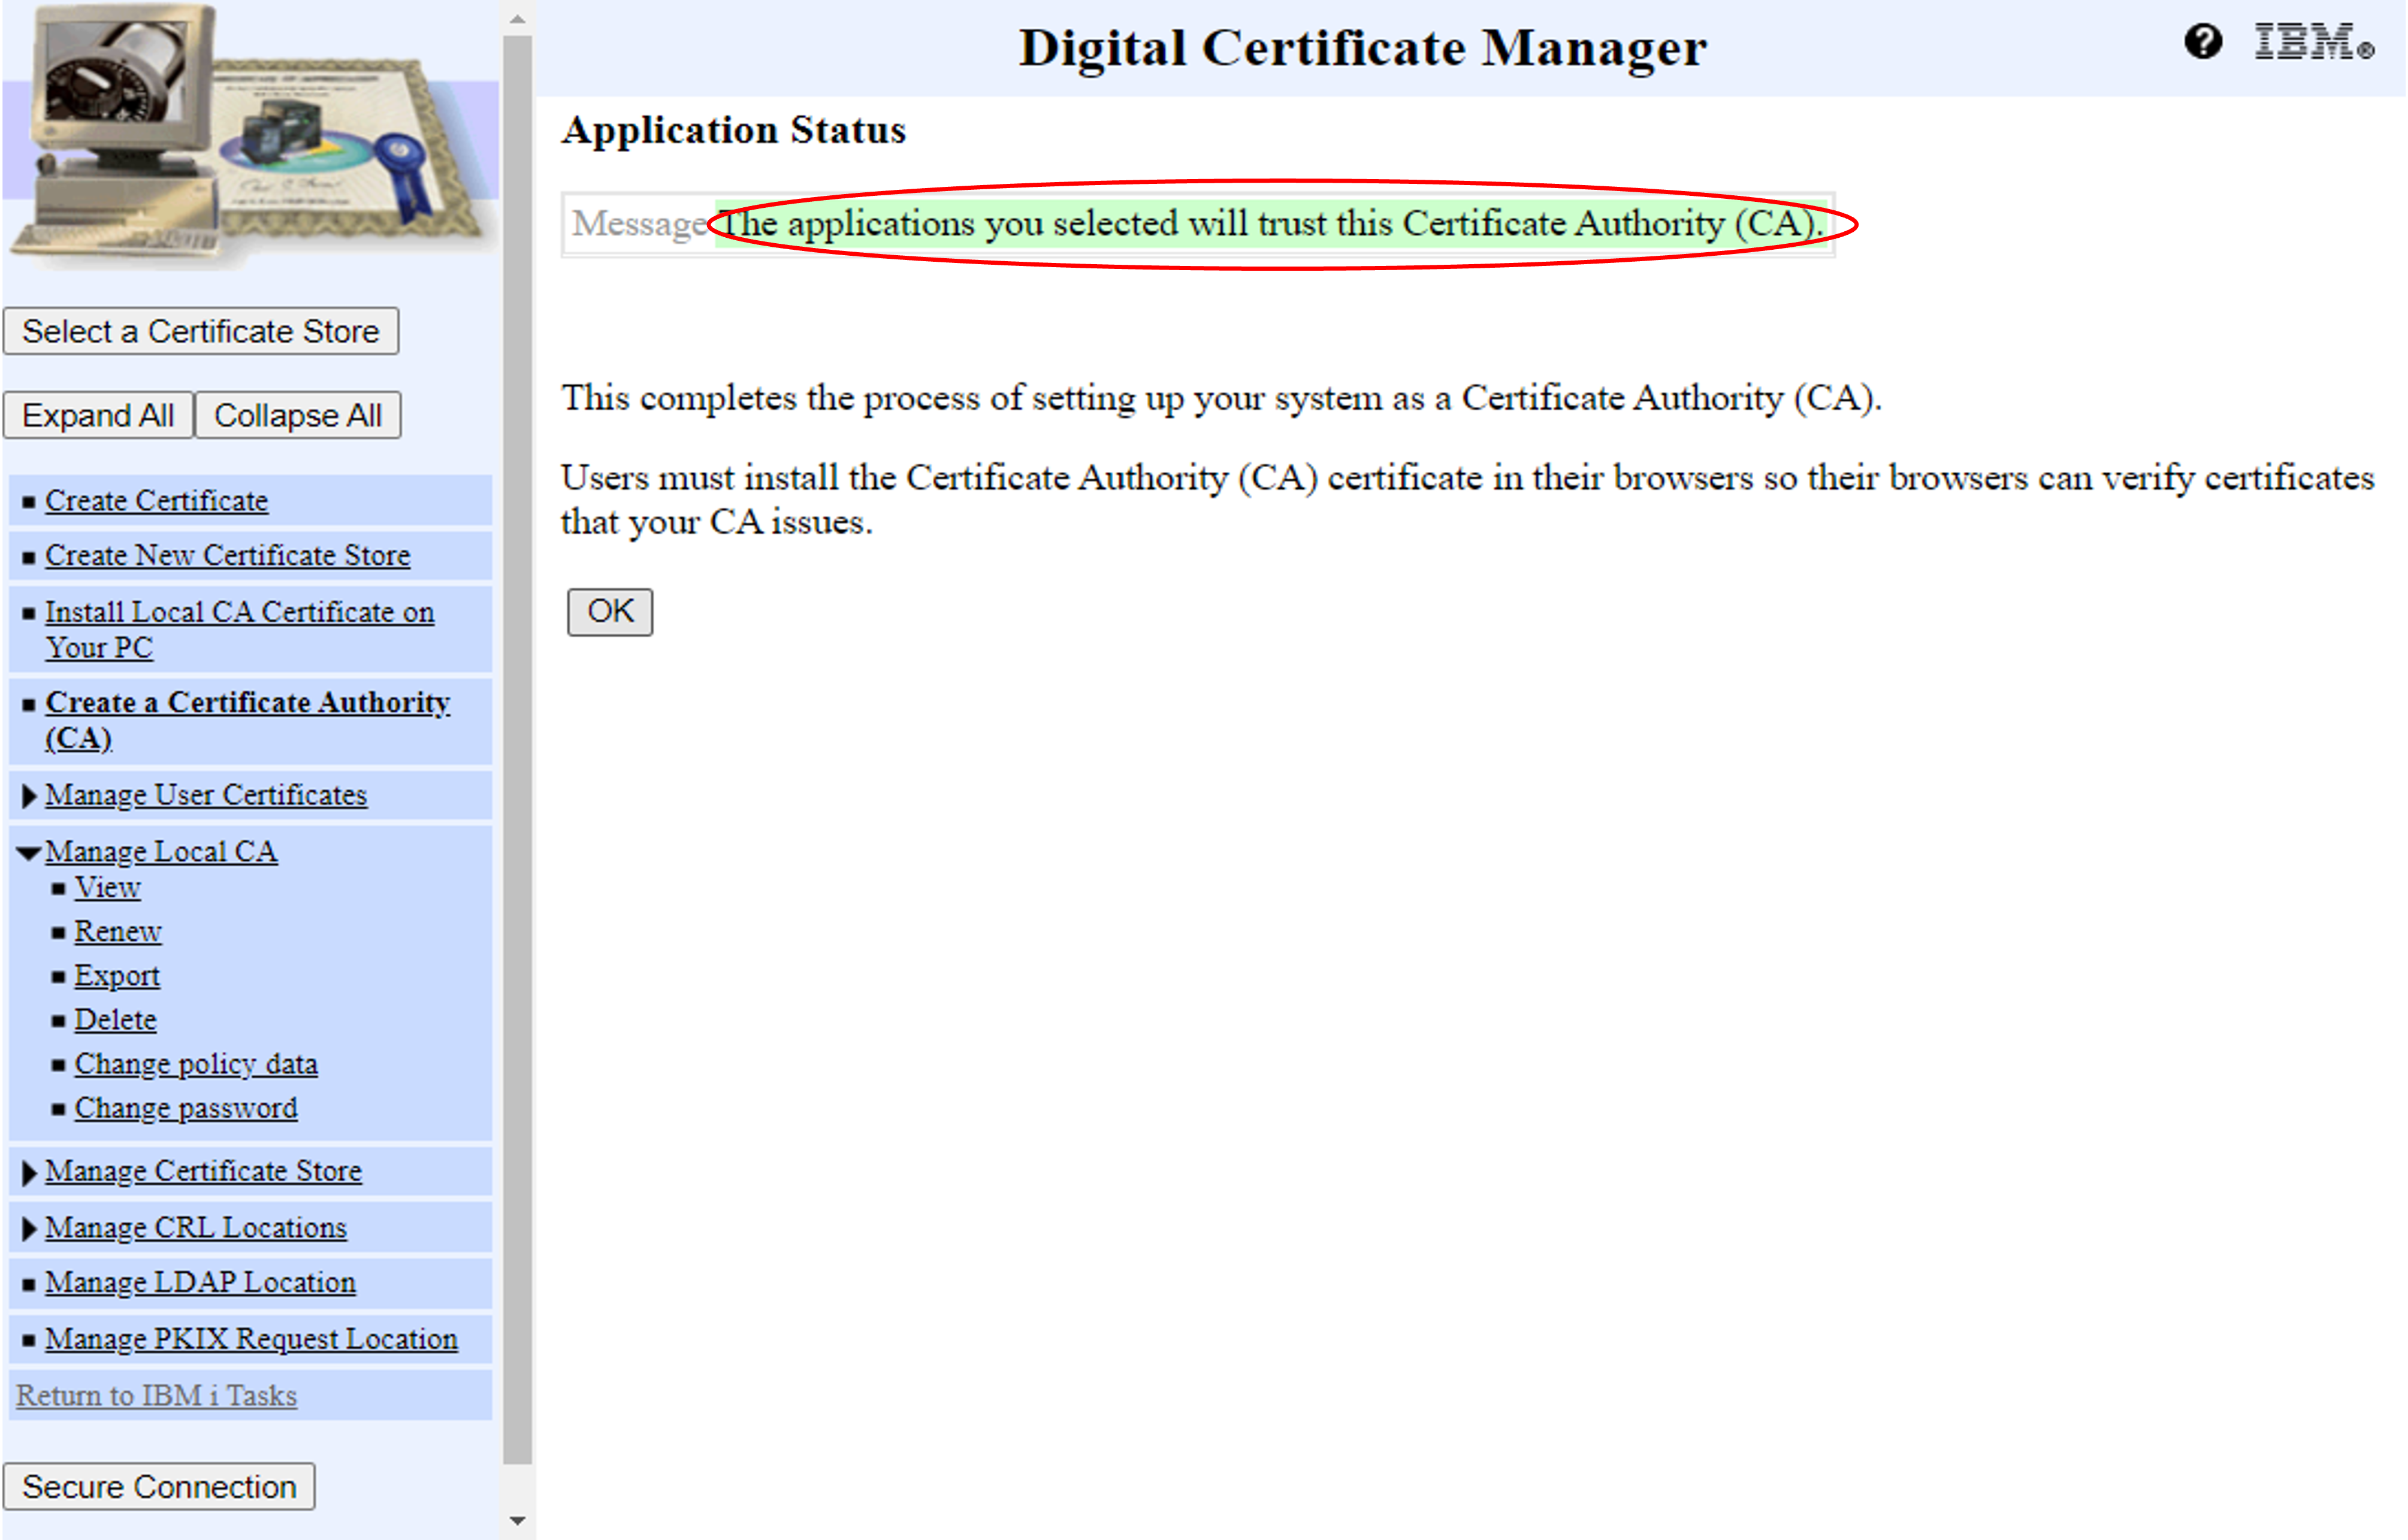 Select a Certificate Store
Expand All Collapse All
Create Certificate
Create New Certificate Store
Install Local CA Certificate on
Your PC
Create a Certificate Authority
(CA)
Manage User Certificates
Manage Local CA
View
Renew
Export
Delete
Change policy data
Change password
Manage Certificate Store
Manage CRL Locations
Manage LDAP Location
Manage PKIX Request Location
Return to IBM i Tasks
Secure Connection
Digital Certificate Manager
? IBM®
Application Status
Message The applications you selected will trust this Certificate Authority (CA).
This completes the process of setting up your system as a Certificate Authority (CA).
Users must install the Certificate Authority (CA) certificate in their browsers so their browsers can verify certificates
that your CA issues.
OK